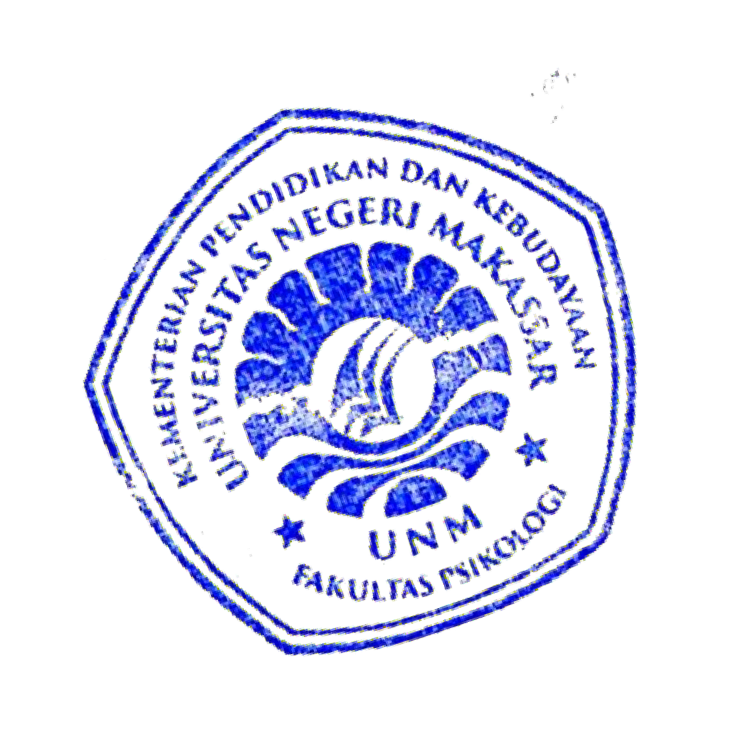 KEMENTERIAN PENDIDIKAN DAN KEBUDAYAAN
UNIVERSITAS NEGERI MAKASSAR
UNM
FAKULTAS PSIKOLOGI